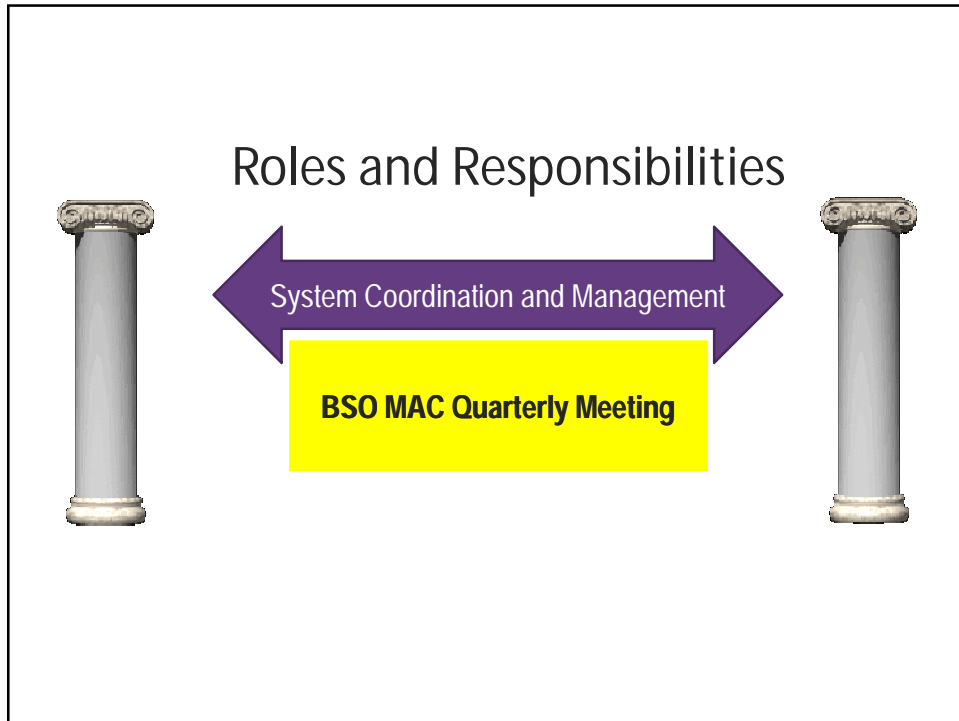 Roles and Responsibilities
System Coordination and Management
BSO MAC Quarterly Meeting